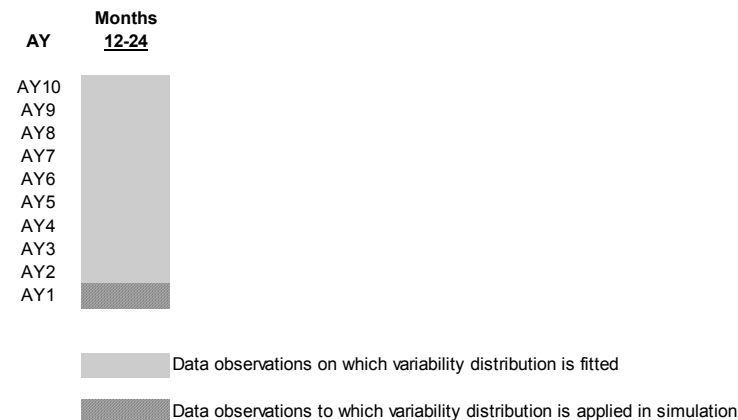 Months
AY 12-24
AY10
AY9
AY8
AY7
AY6
AY5
AY4
AY3
AY2
AY1
Data observations on which variability distribution is fitted
Data observations to which variability distribution is applied in simulation